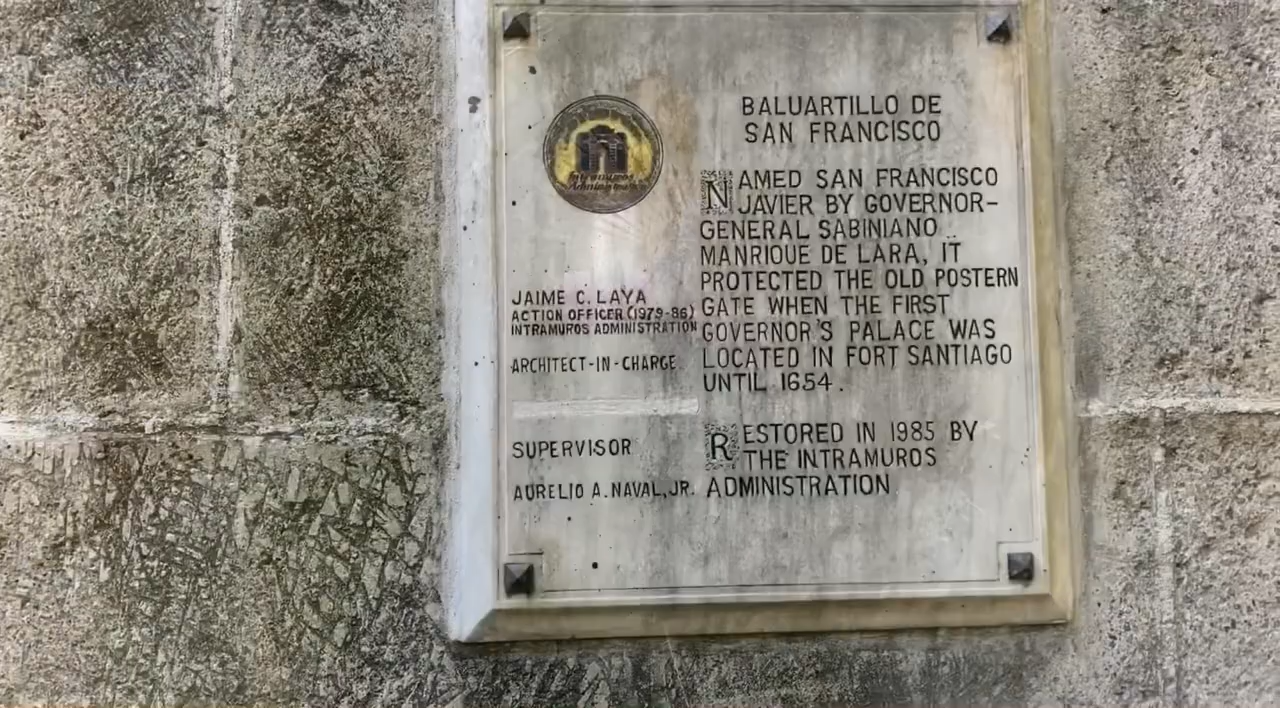 Intramuros
Administration
JAIME C. LAYA
ACTION OFFICER (1979-86)
INTRAMUROS ADMINISTRATION
ARCHITECT-IN-CHARGE
SUPERVISOR
AURELIO A. NAVAL, JR.
BALUARTILLO DE
SAN FRANCISCO
NAMED SAN FRANCISCO
JAVIER BY GOVERNOR-
GENERAL SABINIANO
MANRIQUE DE LARA, IT
PROTECTED THE OLD POSTERN
GATE WHEN THE FIRST
GOVERNOR'S PALACE WAS
LOCATED IN FORT SANTIAGO
UNTIL 1654.
RESTORED IN 1985 BY
THE INTRAMUROS
ADMINISTRATION